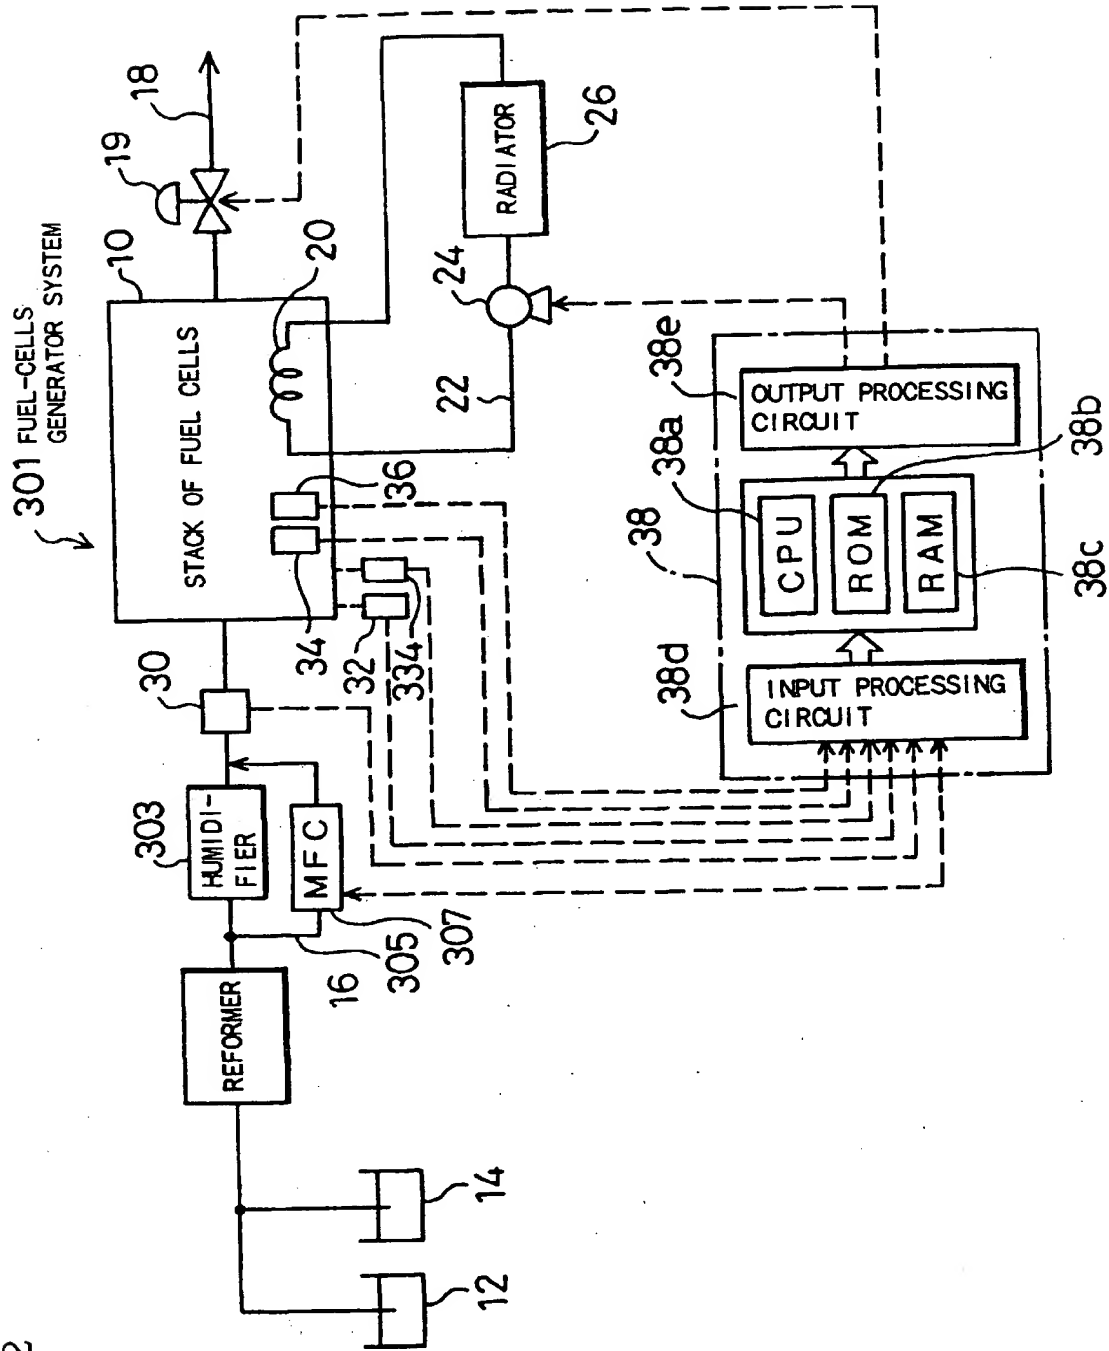 301 FUEL-CELLS
GENERATOR SYSTEM
10
STACK OF FUEL CELLS
20
19
18
36
34
32
334
30
303
HUMIDI-
FIER
MFC
307
305
16
REFORMER
14
12
22
24
RADIATOR
26
38
38a
38e
OUTPUT PROCESSING
CIRCUIT
38b
CPU
ROM
RAM
38c
38d
INPUT PROCESSING
CIRCUIT